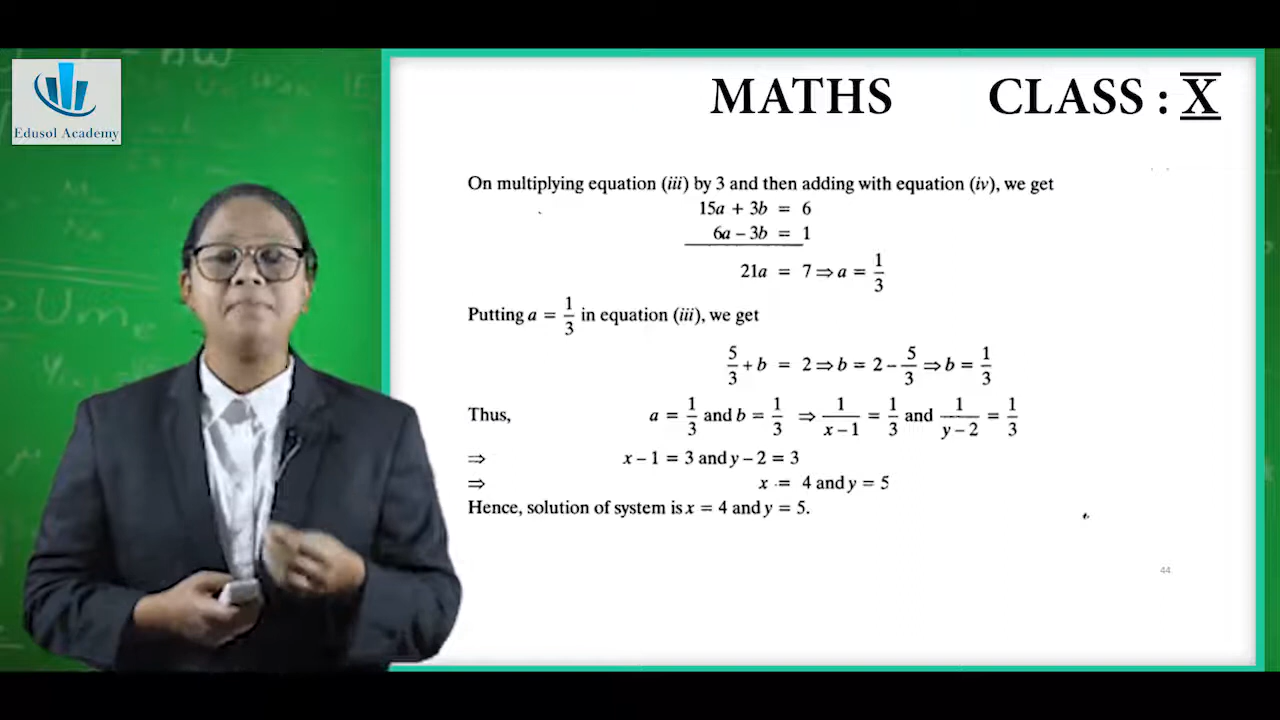 Edusol Academy
MATHS CLASS : X
On multiplying equation (iii) by 3 and then adding with equation (iv), we get
15a + 3b = 6
6a – 3b = 1
21a = 7 ⇒ a = 1/3
Putting a = 1/3 in equation (iii), we get
5/3 + b = 2 ⇒ b = 2 – 5/3 ⇒ b = 1/3
Thus, a = 1/3 and b = 1/3 ⇒ 1/(x – 1) = 1/3 and 1/(y – 2) = 1/3
⇒ x – 1 = 3 and y – 2 = 3
⇒ x = 4 and y = 5
Hence, solution of system is x = 4 and y = 5.
44